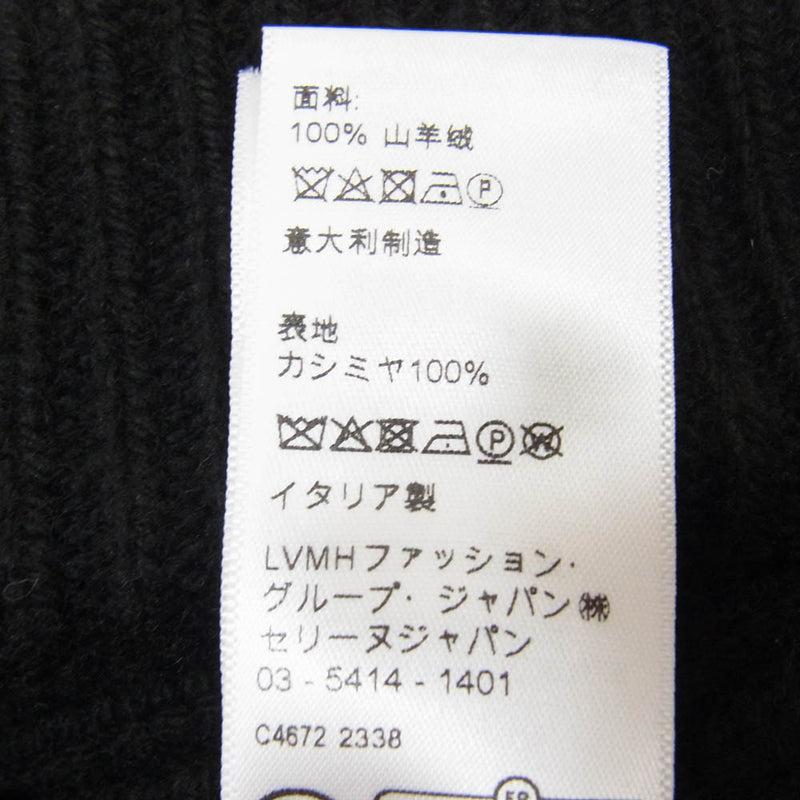 面料:
100% 山羊绒
P
意大利制造
表地
カシミヤ100%
P W
イタリア製
LVMHファッション·
グループ· ジャパン㈱
セリーヌジャパン
03 - 5414 - 1401
C4672 2338